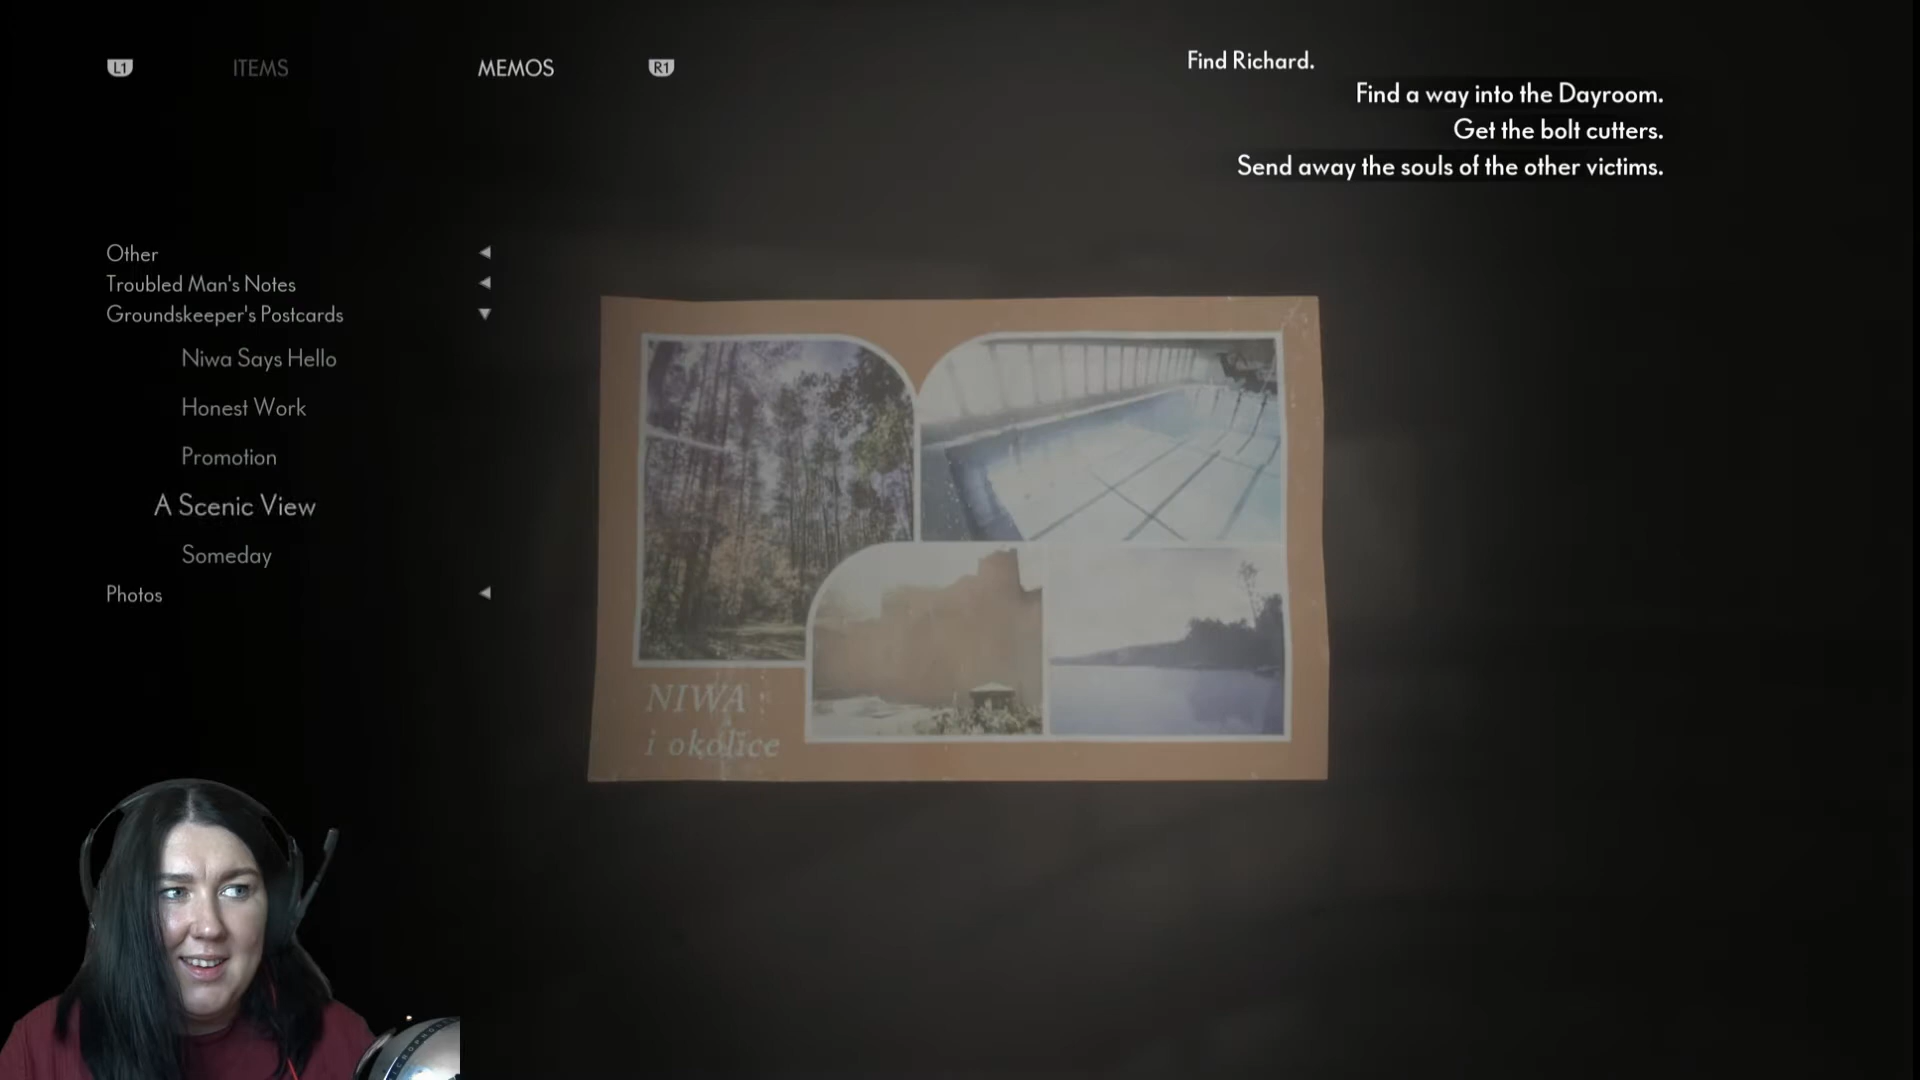 L1 ITEMS MEMOS R1
Find Richard.
Find a way into the Dayroom.
Get the bolt cutters.
Send away the souls of the other victims.
Other
Troubled Man's Notes
Groundskeeper's Postcards
Niwa Says Hello
Honest Work
Promotion
A Scenic View
Someday
Photos
NIWA
i okolice